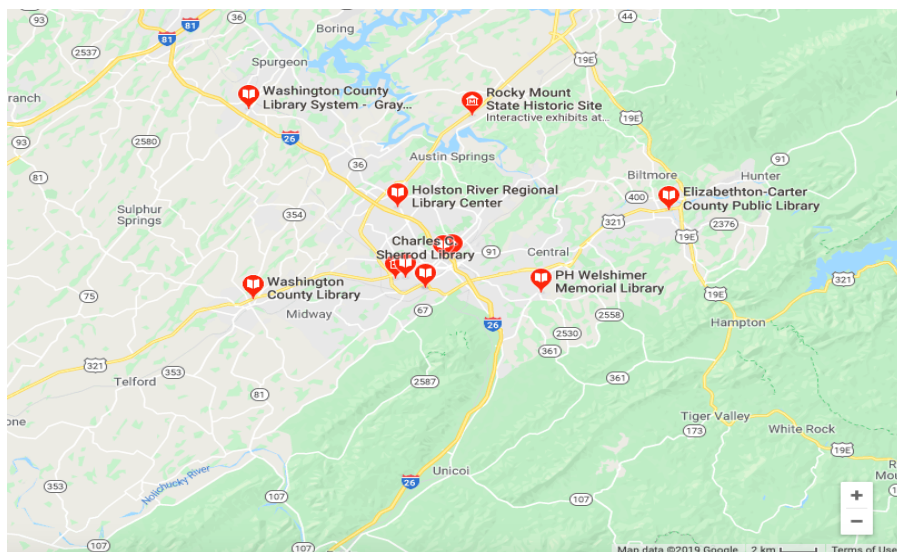 Boring
44
93
81
81
2537
Spurgeon
19E
ranch
Washington County
Library System - Gray...
Rocky Mount
State Historic Site
Interactive exhibits at...
19E
93
2580
26
36
Austin Springs
91
81
Biltmore
Hunter
Holston River Regional
Library Center
400
Elizabethton-Carter
County Public Library
Sulphur
Springs
354
321
2376
Charles C.
Sherrod Library
91
Central
19E
75
Washington
County Library
PH Welshimer
Memorial Library
Midway
67
26
2558
2530
Hampton
321
361
353
2587
361
Telford
81
one
Tiger Valley
173
White Rock
19E
Nolichucky River
Unicoi
R
Mou
353
26
107
107
107
+
−
Map data ©2019 Google
2 km
Terms of Use